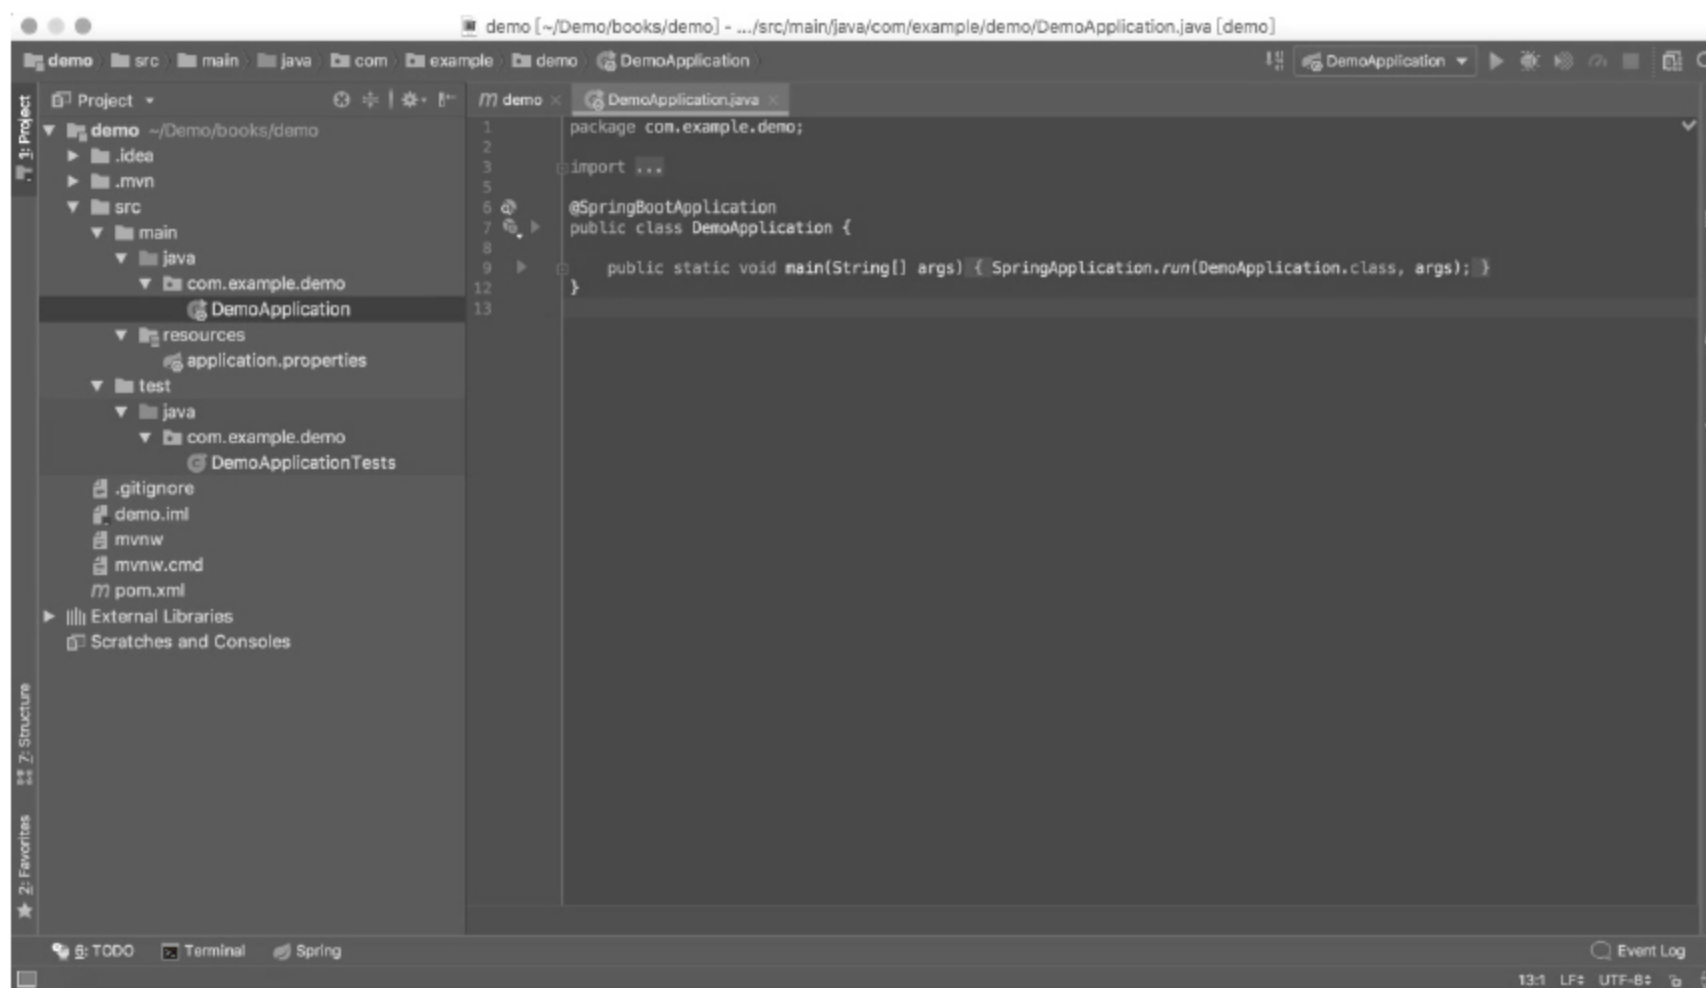 demo [~/Demo/books/demo] - .../src/main/java/com/example/demo/DemoApplication.java [demo]
demo src main java com example demo DemoApplication
DemoApplication
1: Project
Project
demo ~/Demo/books/demo
.idea
.mvn
src
main
java
com.example.demo
DemoApplication
resources
application.properties
test
java
com.example.demo
DemoApplicationTests
.gitignore
demo.iml
mvnw
mvnw.cmd
m pom.xml
External Libraries
Scratches and Consoles
7: Structure
2: Favorites
m demo × DemoApplication.java ×
1 package com.example.demo;
2
3 import ...
5
6 @SpringBootApplication
7 public class DemoApplication {
8
9 public static void main(String[] args) { SpringApplication.run(DemoApplication.class, args); }
12 }
13
6: TODO Terminal Spring
Event Log
13:1 LF UTF-8